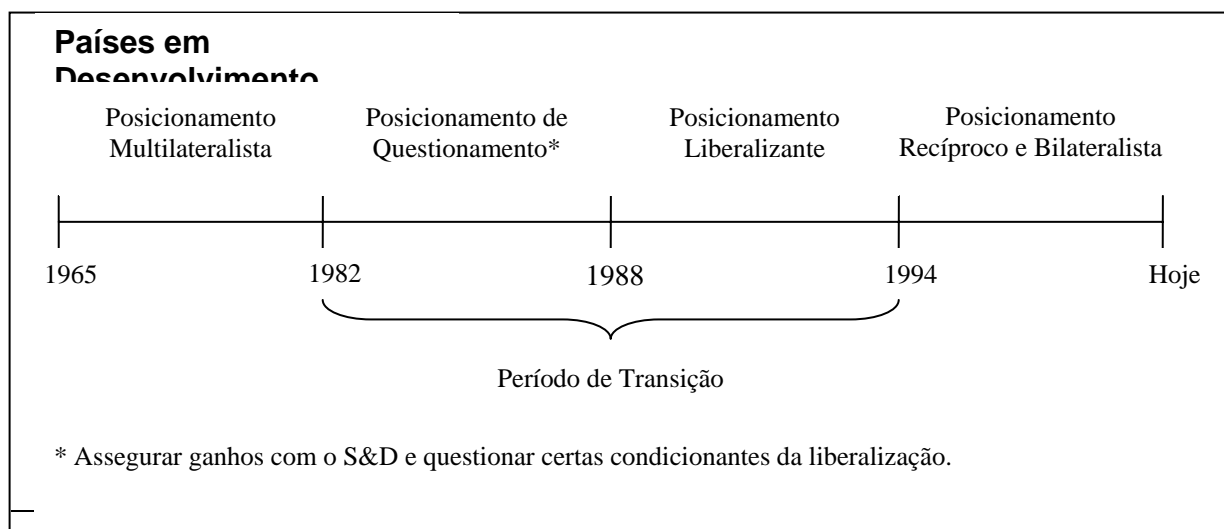 Países em
Desenvolvimento
Posicionamento
Multilateralista
Posicionamento de
Questionamento*
Posicionamento
Liberalizante
Posicionamento
Recíproco e Bilateralista
1965
1982
1988
1994
Hoje
Período de Transição
* Assegurar ganhos com o S&D e questionar certas condicionantes da liberalização.